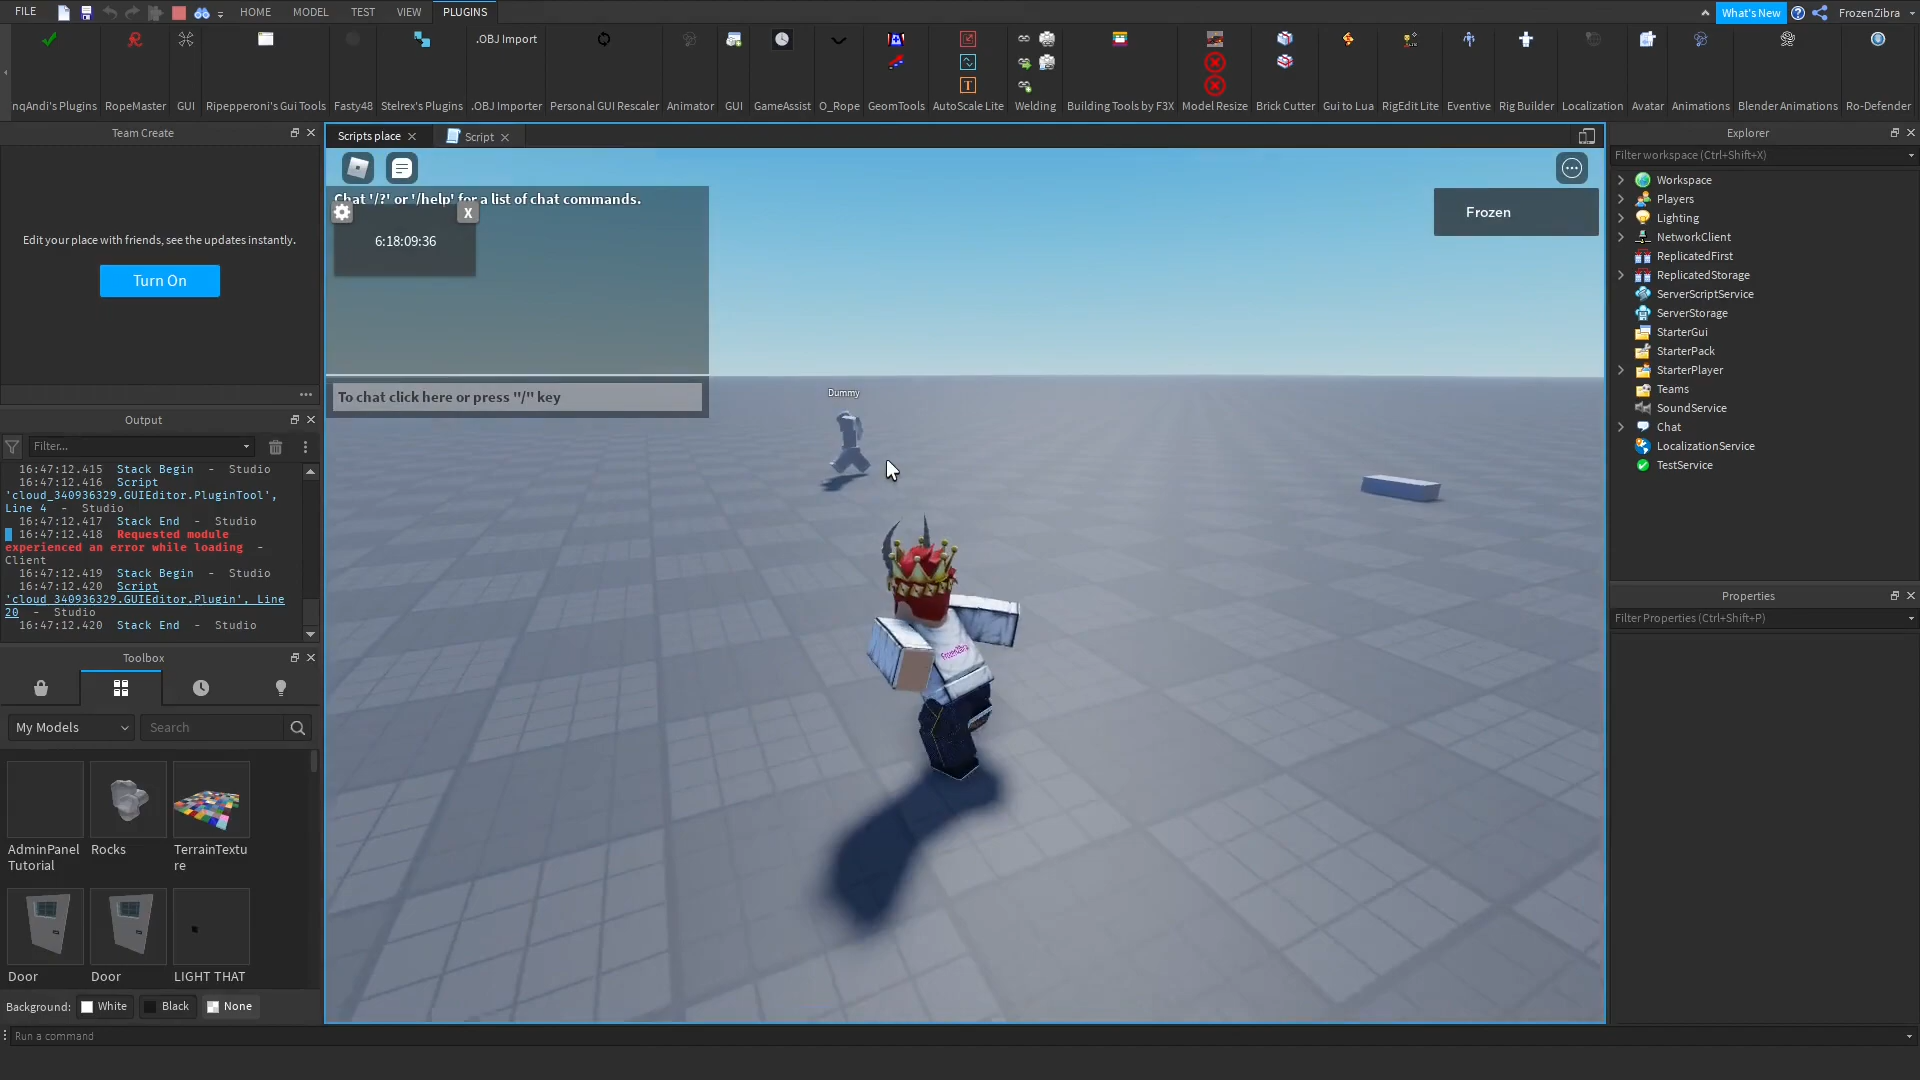 FILE
HOME
MODEL
TEST
VIEW
PLUGINS
What's New
FrozenZibra
.OBJ Import
nqAndi's Plugins
RopeMaster
GUI
Ripepperoni's Gui Tools
Fasty48
Stelrex's Plugins
.OBJ Importer
Personal GUI Rescaler
Animator
GUI
GameAssist
O_Rope
GeomTools
AutoScale Lite
Welding
Building Tools by F3X
Model Resize
Brick Cutter
Gui to Lua
RigEdit Lite
Eventive
Rig Builder
Localization
Avatar
Animations
Blender Animations
Ro-Defender
Team Create
Edit your place with friends, see the updates instantly.
Turn On
Output
Filter...
16:47:12.415 Stack Begin - Studio
16:47:12.416 Script
'cloud_340936329.GUIEditor.PluginTool',
Line 4 - Studio
16:47:12.417 Stack End - Studio
16:47:12.418 Requested module
experienced an error while loading -
Client
16:47:12.419 Stack Begin - Studio
16:47:12.420 Script
'cloud_340936329.GUIEditor.Plugin', Line
20 - Studio
16:47:12.420 Stack End - Studio
Toolbox
My Models
Search
AdminPanel
Tutorial
Rocks
TerrainTextu
re
Door
Door
LIGHT THAT
Background:
White
Black
None
Run a command
Scripts place
Script
Chat '/?' or '/help' for a list of chat commands.
X
6:18:09:36
To chat click here or press "/" key
Frozen
Dummy
Explorer
Filter workspace (Ctrl+Shift+X)
Workspace
Players
Lighting
NetworkClient
ReplicatedFirst
ReplicatedStorage
ServerScriptService
ServerStorage
StarterGui
StarterPack
StarterPlayer
Teams
SoundService
Chat
LocalizationService
TestService
Properties
Filter Properties (Ctrl+Shift+P)